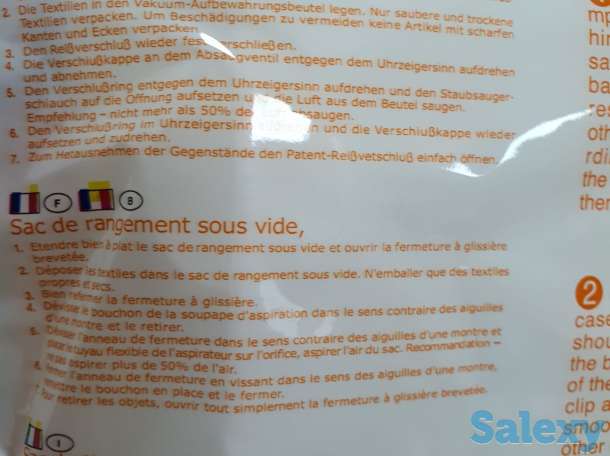 2. Die Textilien in den Vakuum-Aufbewahrungsbeutel legen. Nur saubere und trockene
Textilien verpacken. Um Beschädigungen zu vermeiden keine Artikel mit scharfen
Kanten und Ecken verpacken
3. Den Reißverschluß wieder fest verschließen.
4. Die Verschlußkappe an dem Absaugventil entgegen dem Uhrzeigersinn aufdrehen
und abnehmen.
5. Den Verschlußring entgegen dem Uhrzeigersinn aufdrehen und den Staubsauger-
schlauch auf die Öffnung aufsetzen und die Luft aus dem Beutel saugen.
Empfehlung - nicht mehr als 50% der Luft absaugen.
6. Den Verschlußring im Uhrzeigersinn zudrehen und die Verschlußkappe wieder
aufsetzen und zudrehen.
7. Zum Herausnehmen der Gegenstände den Patent-Reißvetschluß einfach öffnen.
F B
Sac de rangement sous vide,
1. Etendre bien à plat le sac de rangement sous vide et ouvrir la fermeture à glissière
brevetée.
2. Déposer les textiles dans le sac de rangement sous vide. N'emballer que des textiles
propres et secs.
3. Bien refermer la fermeture à glissière.
4. Dévisser le bouchon de la soupape d'aspiration dans le sens contraire des aiguilles
d'une montre et le retirer.
5. l'anneau de fermeture dans le sens contraire des aiguilles d'une montre et
placer le tuyau flexible de l'aspirateur sur l'orifice, aspirer l'air du sac. Recommandation –
ne pas aspirer plus de 50% de l'air.
6. Fermer l'anneau de fermeture en vissant dans le sens des aiguilles d'une montre,
remettre le bouchon en place et le fermer.
7. Pour retirer les objets, ouvrir tout simplement la fermeture à glissière brevetée.
I
hin
sa
ba
re
oth
rdi
the
ther
2
case
shou
the b
of the
clip a
smoo
other
Salexy